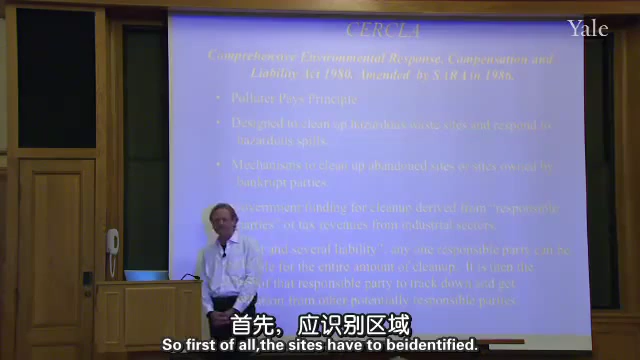 CERCLA
Yale
Comprehensive Environmental Response, Compensation and
Liability Act 1980. Amended by SARA in 1986.
• Polluter Pays Principle
• Designed to clean up hazardous waste sites and respond to
hazardous spills.
• Mechanisms to clean up abandoned sites or sites owned by
bankrupt parties.
overnment funding for cleanup derived from "responsible
arties" of tax revenues from industrial sectors.
and several liability", any one responsible party can be
for the entire amount of cleanup. It is then the
of that responsible party to track down and get
from other potentially responsible parties.
首先，应识别区域
So first of all,the sites have to beidentified.